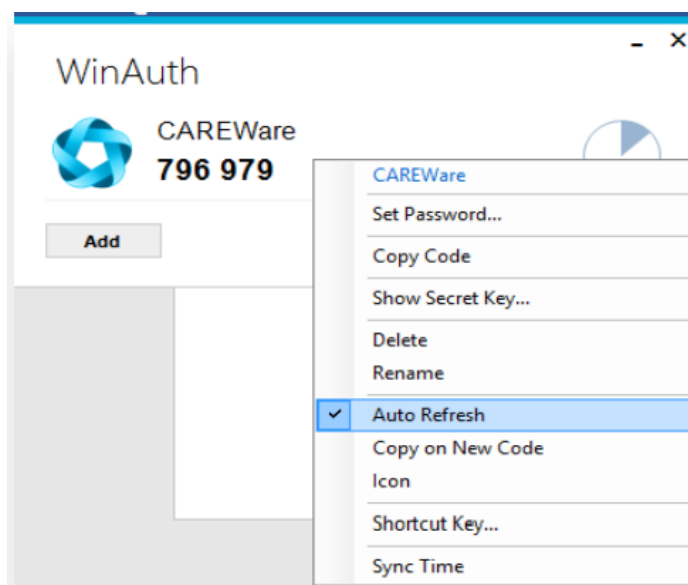 WinAuth
CAREWare
796 979
Add
CAREWare
Set Password...
Copy Code
Show Secret Key...
Delete
Rename
Auto Refresh
Copy on New Code
Icon
Shortcut Key...
Sync Time